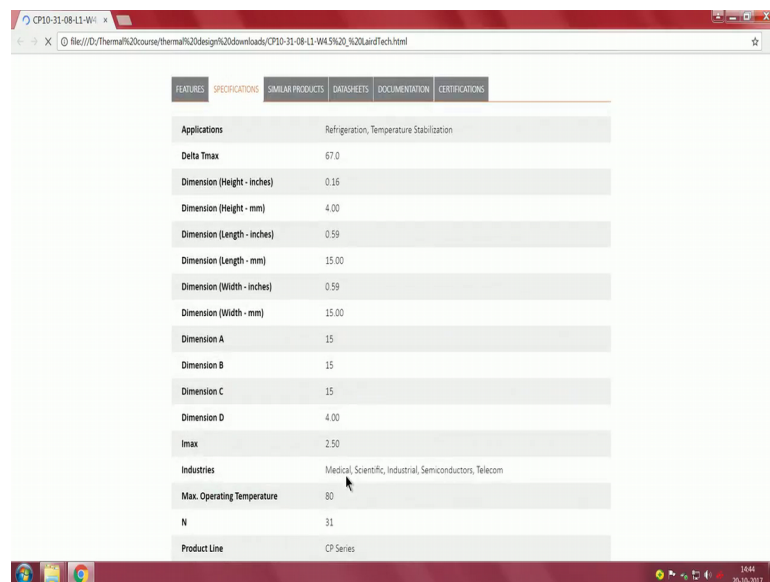 CP10-31-08-L1-W4
file:///D:/Thermal%20course/thermal%20design%20downloads/CP10-31-08-L1-W4.5%20_%20LairdTech.html
FEATURES SPECIFICATIONS SIMILAR PRODUCTS DATASHEETS DOCUMENTATION CERTIFICATIONS
Applications Refrigeration, Temperature Stabilization
Delta Tmax 67.0
Dimension (Height - inches) 0.16
Dimension (Height - mm) 4.00
Dimension (Length - inches) 0.59
Dimension (Length - mm) 15.00
Dimension (Width - inches) 0.59
Dimension (Width - mm) 15.00
Dimension A 15
Dimension B 15
Dimension C 15
Dimension D 4.00
Imax 2.50
Industries Medical, Scientific, Industrial, Semiconductors, Telecom
Max. Operating Temperature 80
N 31
Product Line CP Series
14:44
20-10-2017